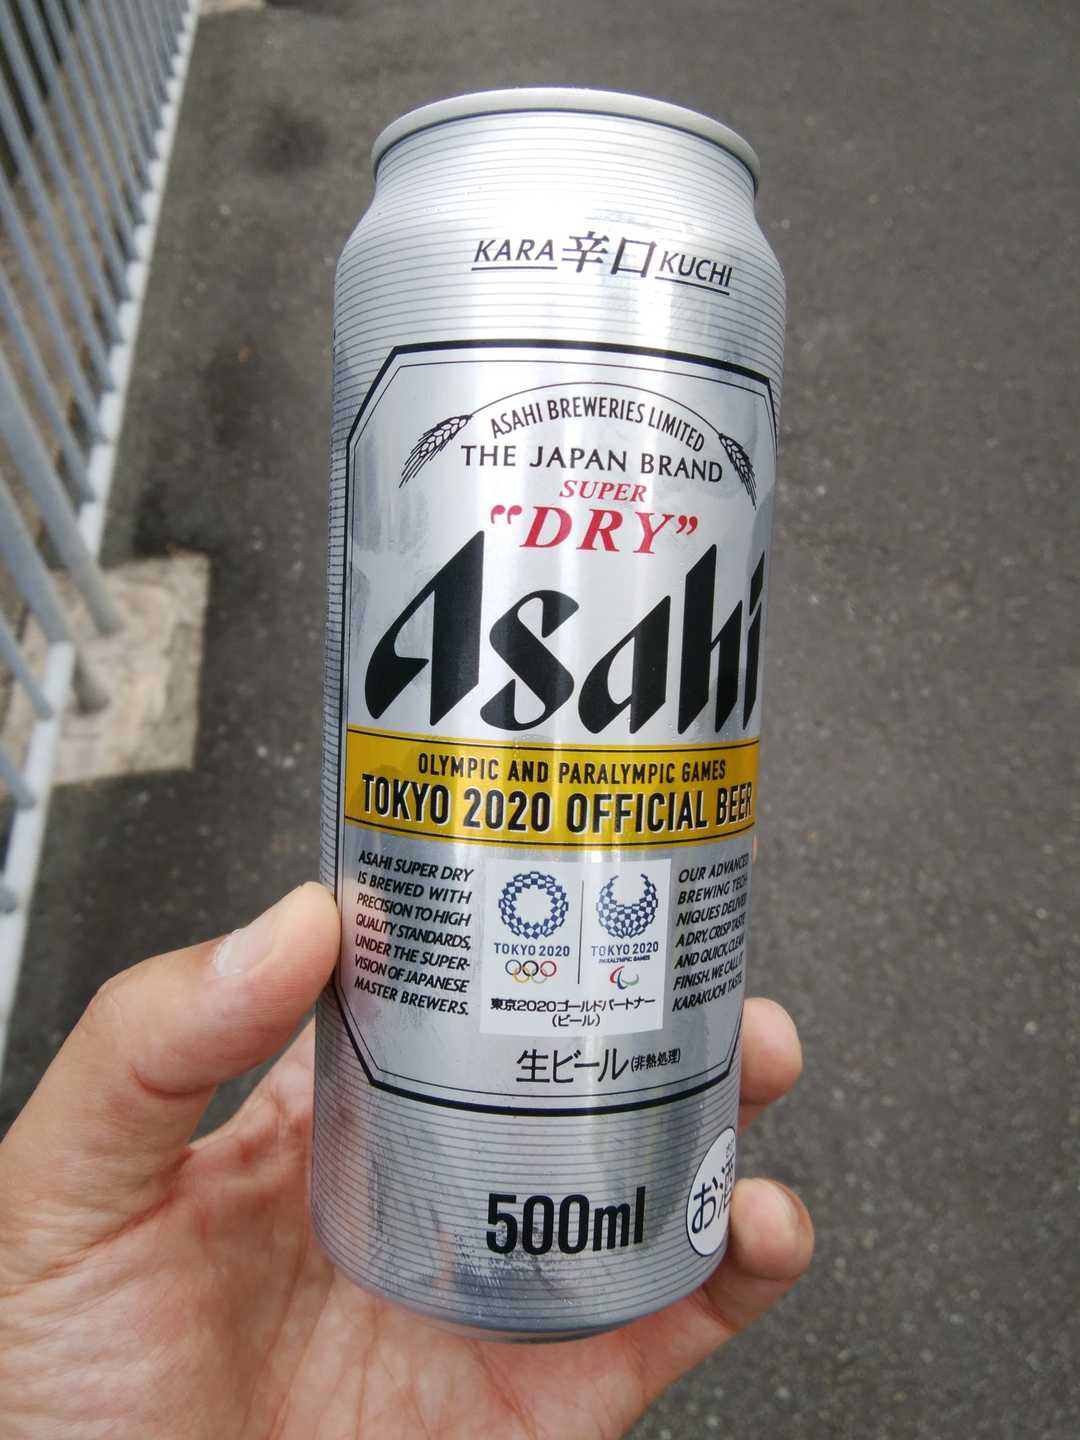 KARA 辛口 KUCHI
ASAHI BREWERIES LIMITED
THE JAPAN BRAND
SUPER
"DRY"
Asahi
OLYMPIC AND PARALYMPIC GAMES
TOKYO 2020 OFFICIAL BEER
ASAHI SUPER DRY
IS BREWED WITH
PRECISION TO HIGH
QUALITY STANDARDS,
UNDER THE SUPER-
VISION OF JAPANESE
MASTER BREWERS.
TOKYO 2020
TOKYO 2020
PARALYMPIC GAMES
東京2020ゴールドパートナー
(ビール)
OUR ADVANCED
BREWING TECH-
NIQUES DELIVER
A DRY, CRISP TASTE
AND QUICK, CLEAN
FINISH. WE CALL IT
KARAKUCHI TASTE.
生ビール(非熱処理)
500ml
お酒